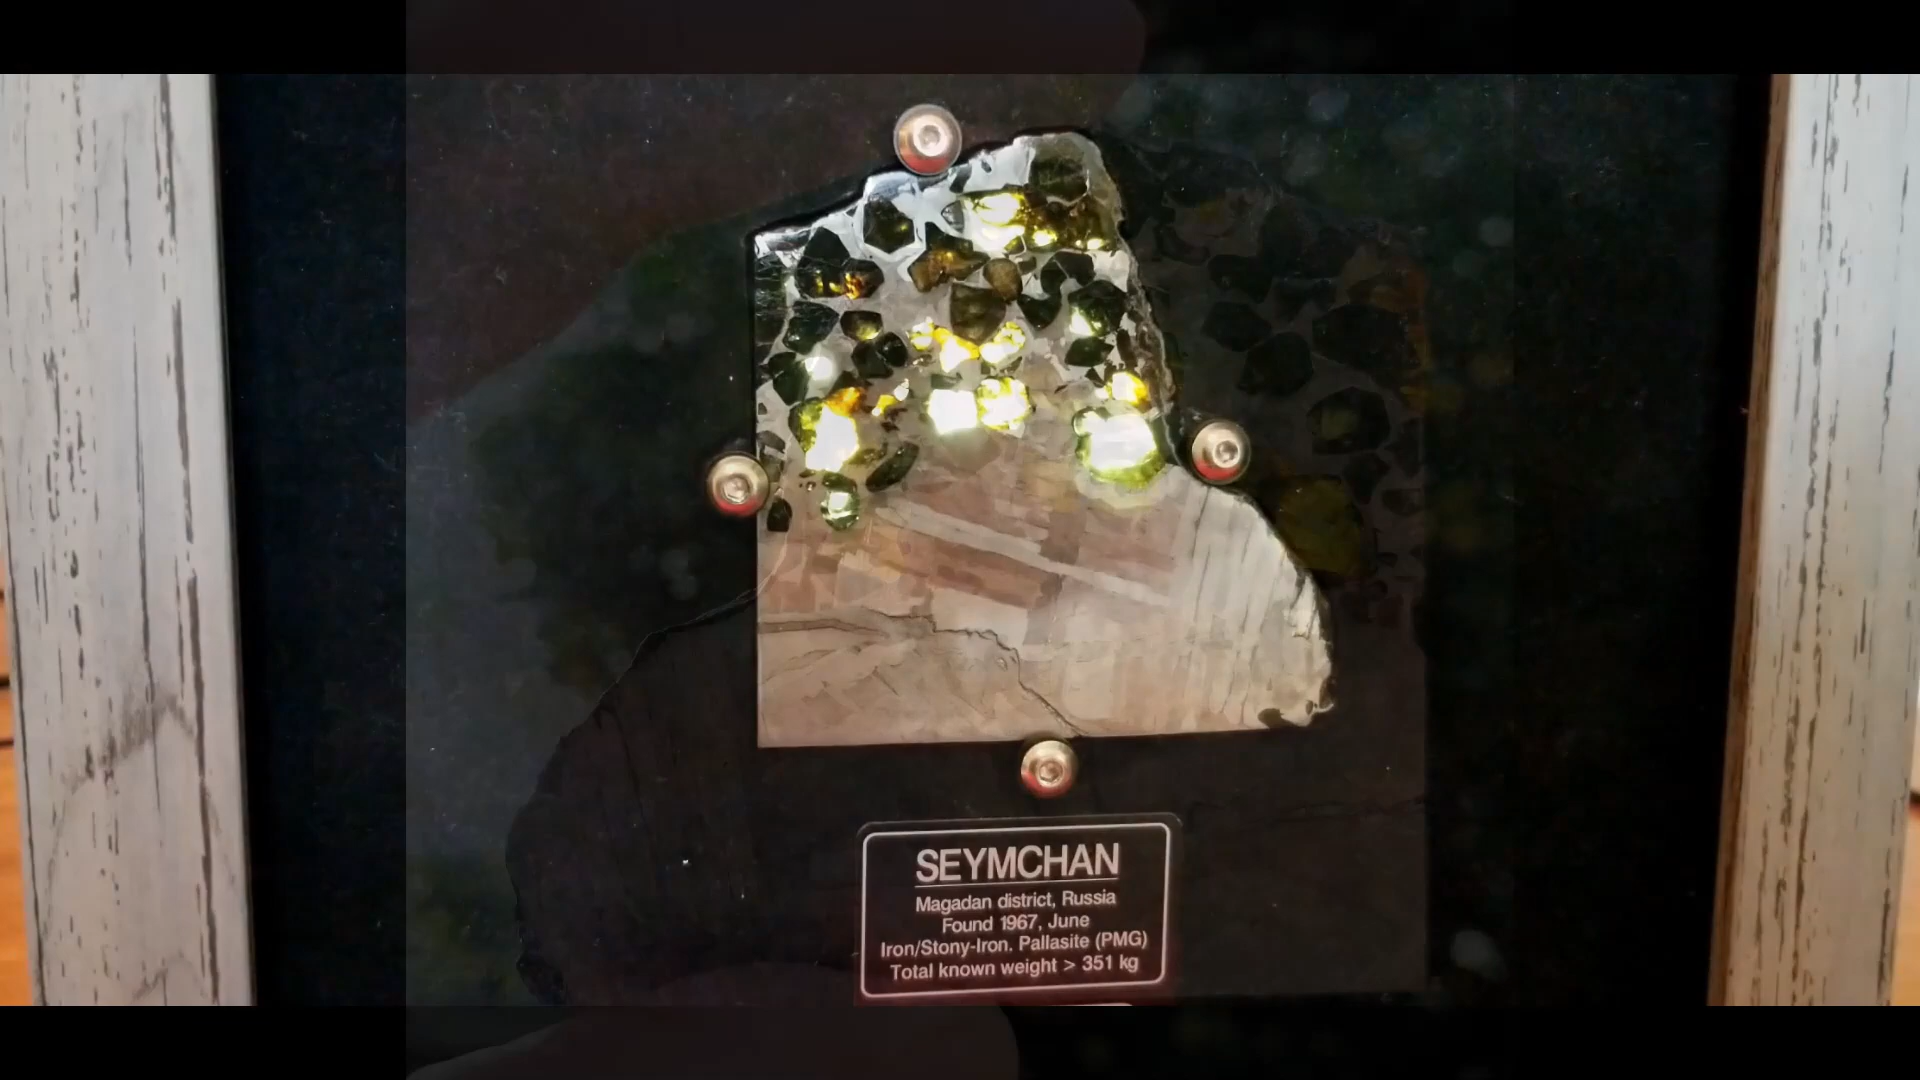 SEYMCHAN
Magadan district, Russia
Found 1967, June
Iron/Stony-Iron. Pallasite (PMG)
Total known weight > 351 kg